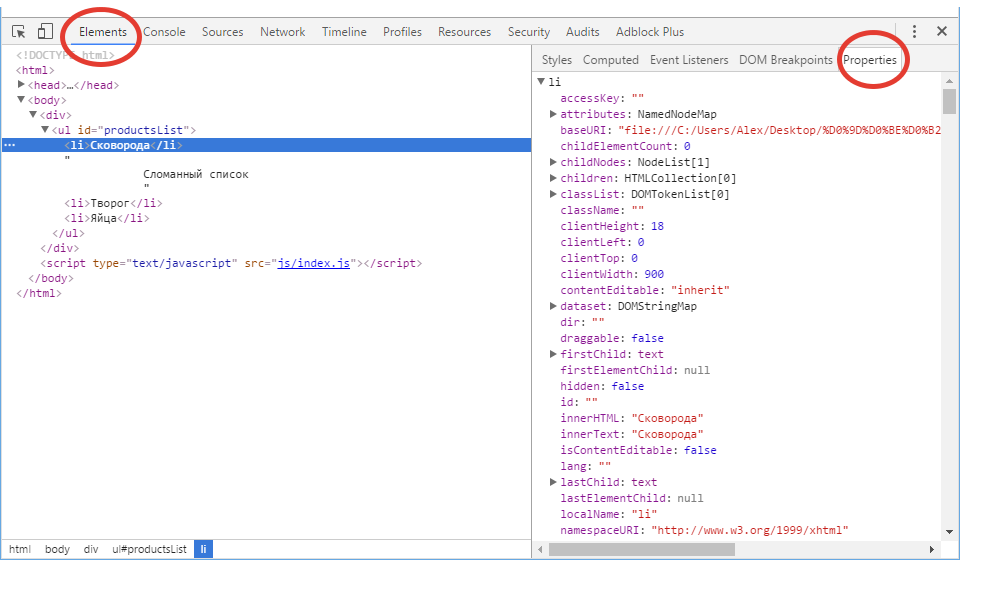 Elements Console Sources Network Timeline Profiles Resources Security Audits Adblock Plus
<!DOCTYPE html>
<html>
<head>…</head>
<body>
<div>
<ul id="productsList">
<li>Сковорода</li>
"
Сломанный список
"
<li>Творог</li>
<li>Яйца</li>
</ul>
</div>
<script type="text/javascript" src="js/index.js"></script>
</body>
</html>
html body div ul#productsList li
Styles Computed Event Listeners DOM Breakpoints Properties
li
accessKey: ""
attributes: NamedNodeMap
baseURI: "file:///C:/Users/Alex/Desktop/%D0%9D%D0%BE%D0%B2
childElementCount: 0
childNodes: NodeList[1]
children: HTMLCollection[0]
classList: DOMTokenList[0]
className: ""
clientHeight: 18
clientLeft: 0
clientTop: 0
clientWidth: 900
contentEditable: "inherit"
dataset: DOMStringMap
dir: ""
draggable: false
firstChild: text
firstElementChild: null
hidden: false
id: ""
innerHTML: "Сковорода"
innerText: "Сковорода"
isContentEditable: false
lang: ""
lastChild: text
lastElementChild: null
localName: "li"
namespaceURI: "http://www.w3.org/1999/xhtml"